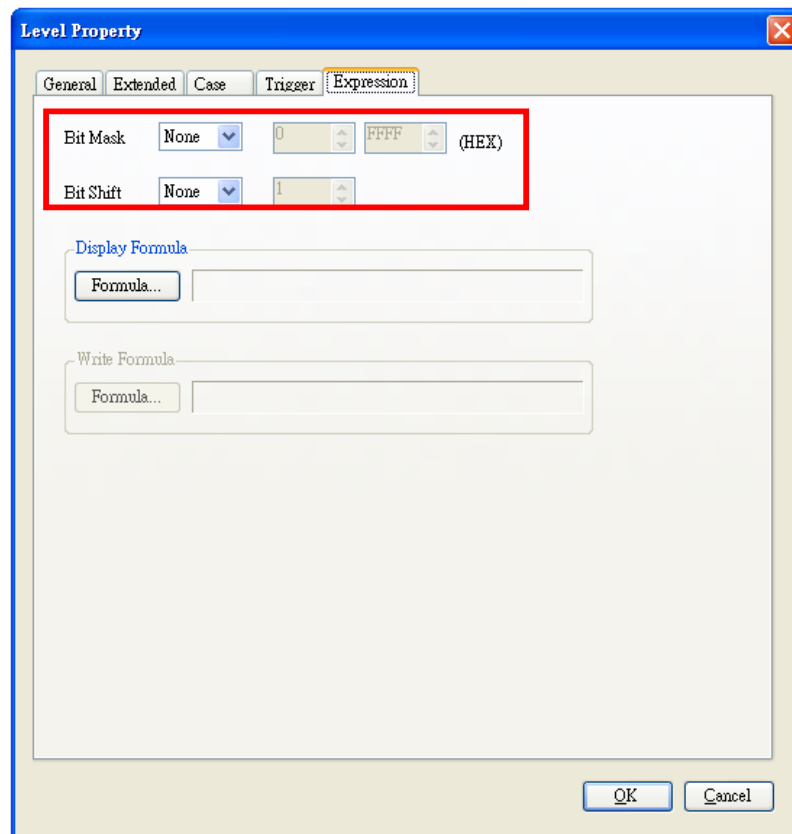 Level Property
General Extended Case Trigger Expression
Bit Mask None 0 FFFF (HEX)
Bit Shift None 1
Display Formula
Formula...
Write Formula
Formula...
OK Cancel